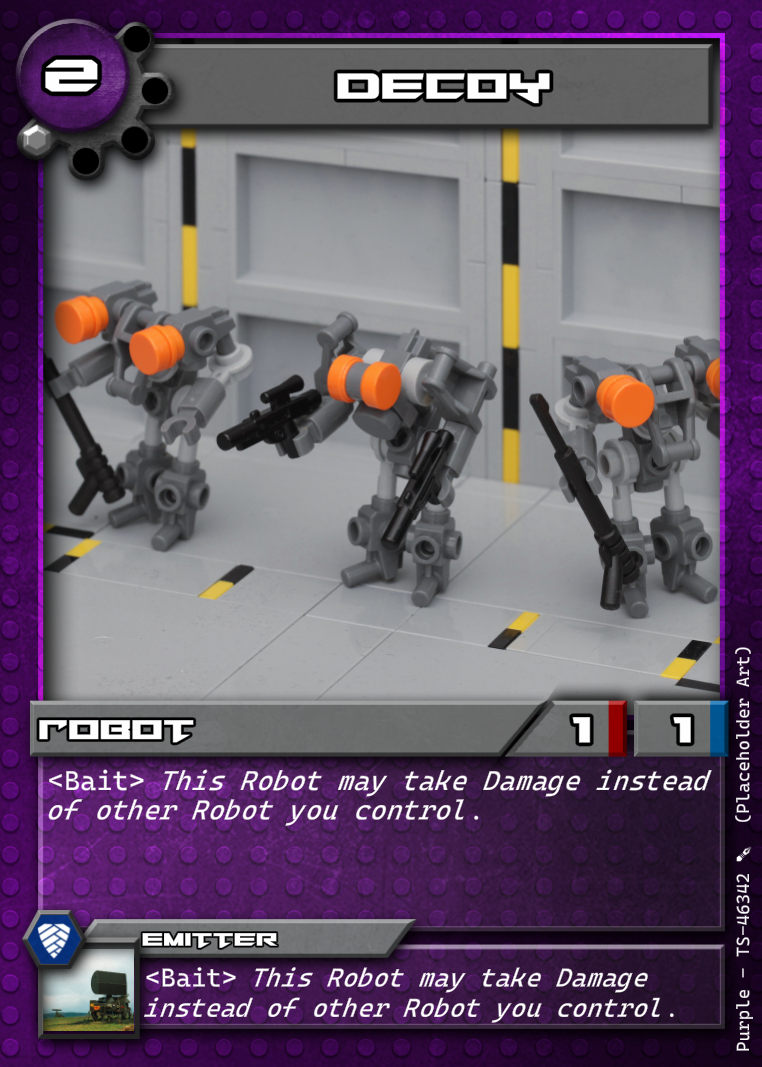 2
DECOY
ROBOT
1
1
<Bait> This Robot may take Damage instead
of other Robot you control.
EMITTER
<Bait> This Robot may take Damage
instead of other Robot you control.
Purple - TS-46342 (Placeholder Art)